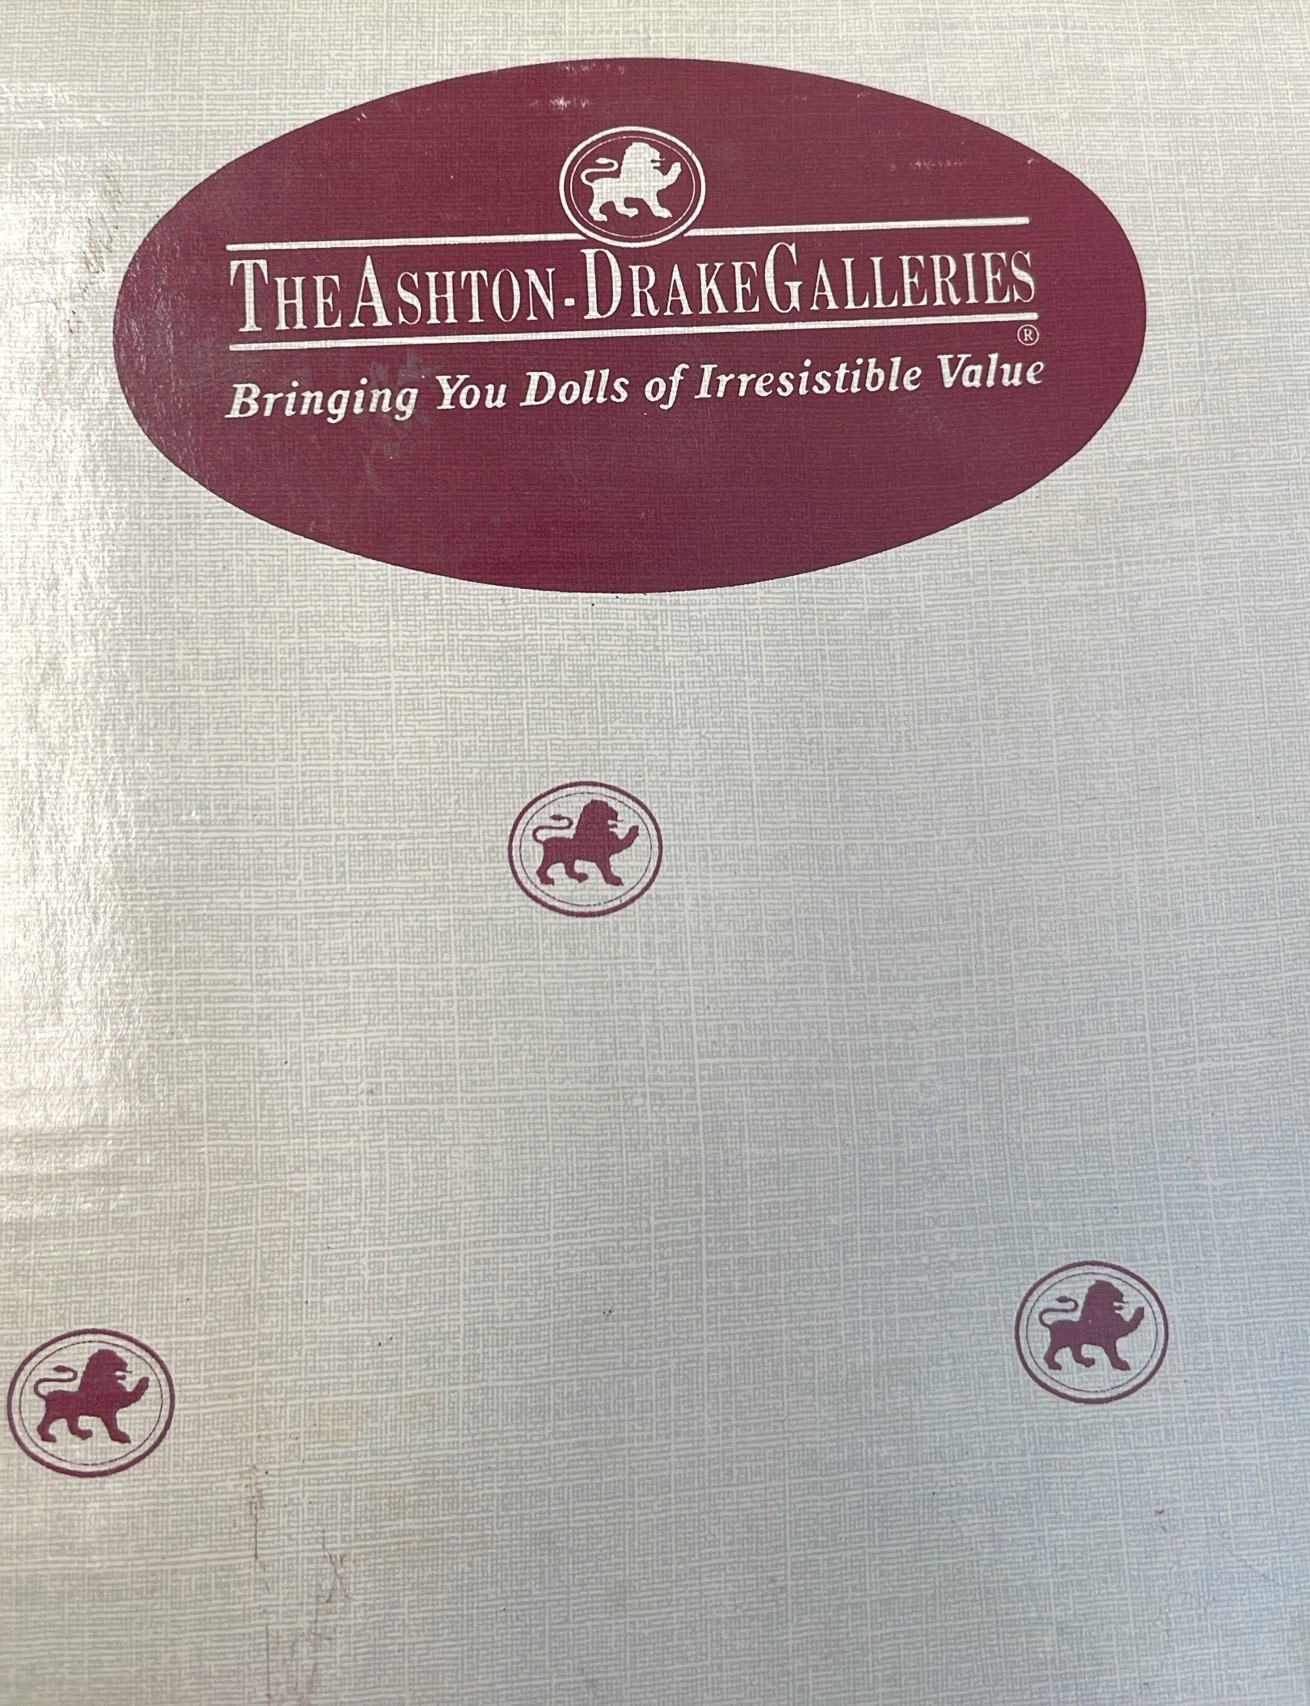 THE ASHTON-DRAKE GALLERIES
®
Bringing You Dolls of Irresistible Value